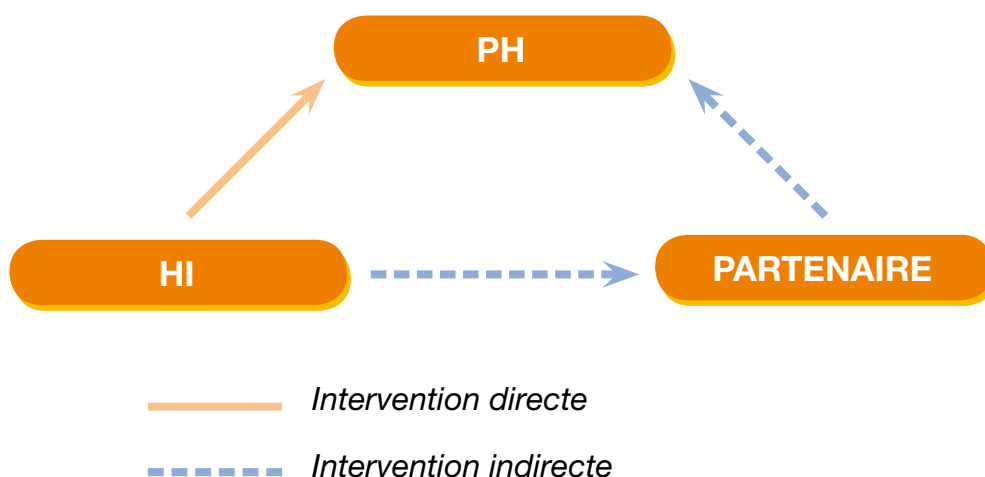 PH
HI
PARTENAIRE
Intervention directe
Intervention indirecte